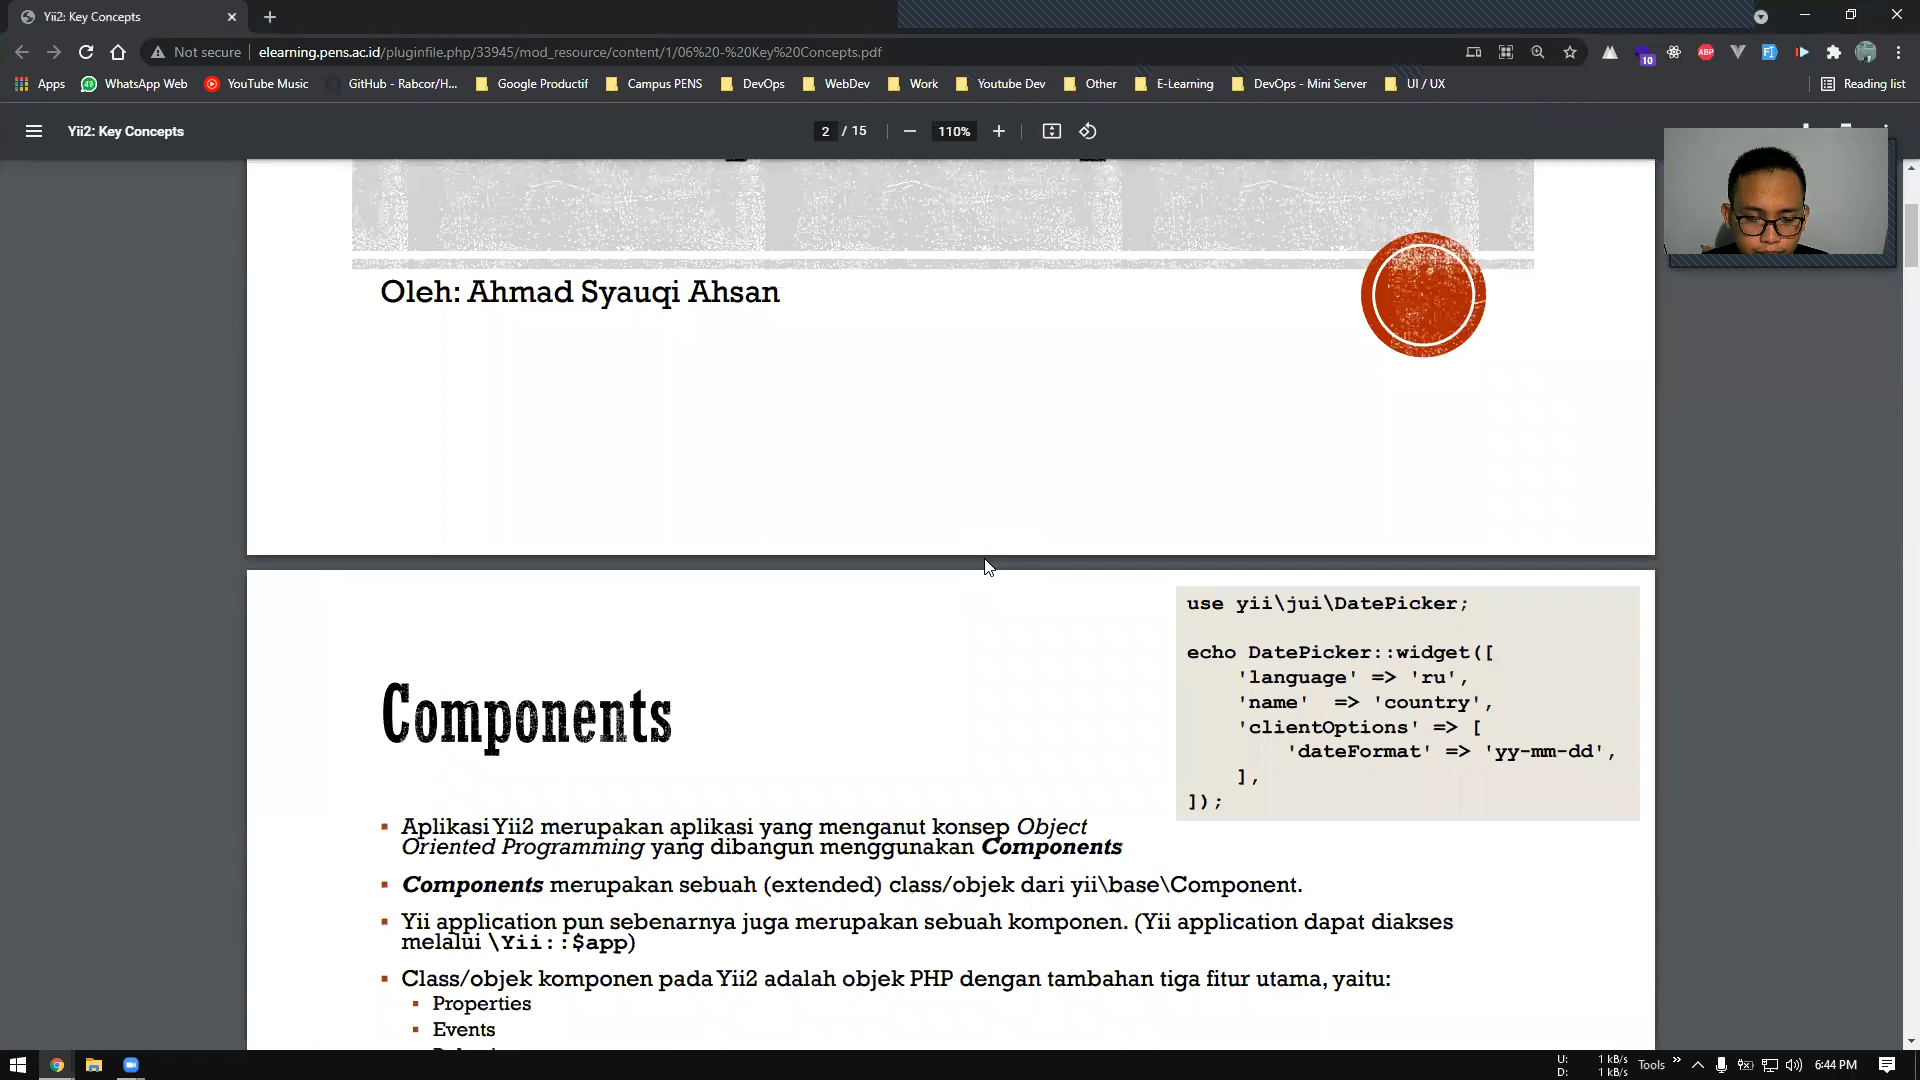 Yii2: Key Concepts
Not secure
elearning.pens.ac.id/pluginfile.php/33945/mod_resource/content/1/06%20-%20Key%20Concepts.pdf
10
ABP
Apps
WhatsApp Web
YouTube Music
GitHub - Rabcor/H...
Google Productif
Campus PENS
DevOps
WebDev
Work
Youtube Dev
Other
E-Learning
DevOps - Mini Server
UI / UX
Reading list
Yii2: Key Concepts
2 / 15
110%
Oleh: Ahmad Syauqi Ahsan
use yii\jui\DatePicker;
echo DatePicker::widget([
'language' => 'ru',
'name' => 'country',
'clientOptions' => [
'dateFormat' => 'yy-mm-dd',
],
]);
Components
Aplikasi Yii2 merupakan aplikasi yang menganut konsep Object
Oriented Programming yang dibangun menggunakan Components
Components merupakan sebuah (extended) class/objek dari yii\base\Component.
Yii application pun sebenarnya juga merupakan sebuah komponen. (Yii application dapat diakses
melalui \Yii::$app)
Class/objek komponen pada Yii2 adalah objek PHP dengan tambahan tiga fitur utama, yaitu:
Properties
Events
U: 1 kB/s
D: 1 kB/s
Tools
6:44 PM